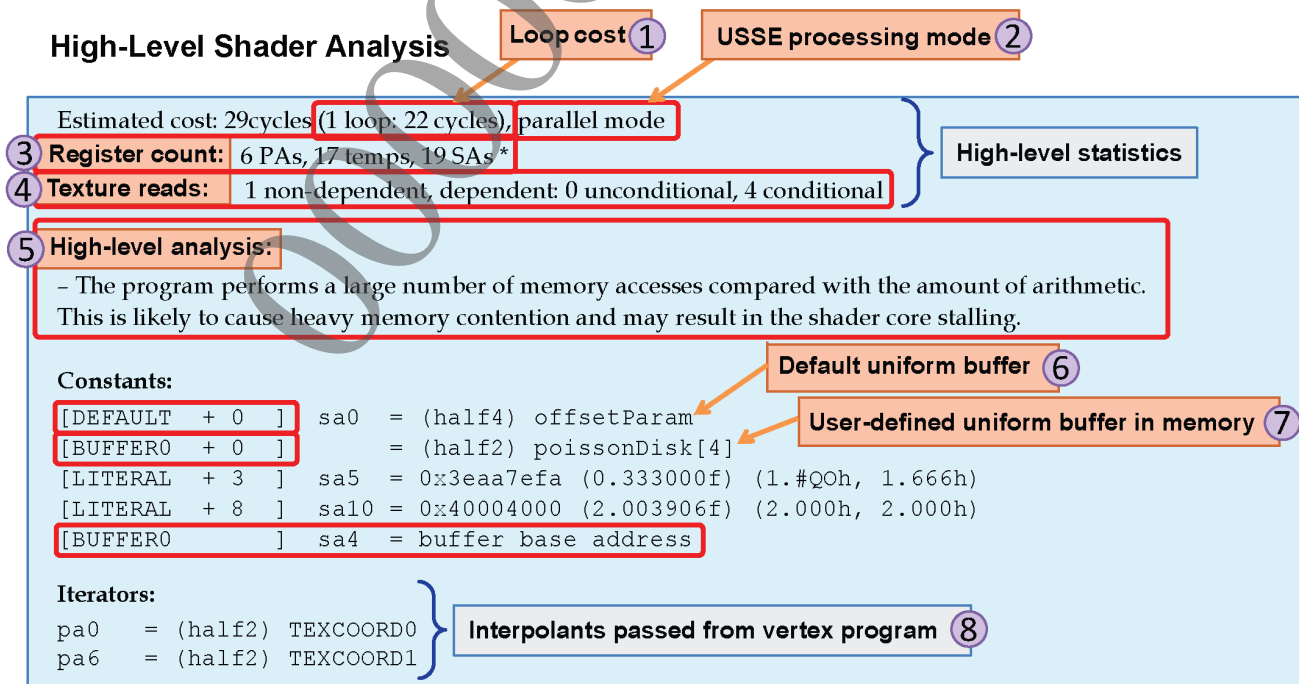 High-Level Shader Analysis
Loop cost 1
USSE processing mode 2
Estimated cost: 29cycles (1 loop: 22 cycles), parallel mode
3 Register count: 6 PAs, 17 temps, 19 SAs *
4 Texture reads: 1 non-dependent, dependent: 0 unconditional, 4 conditional
High-level statistics
5 High-level analysis:
– The program performs a large number of memory accesses compared with the amount of arithmetic.
This is likely to cause heavy memory contention and may result in the shader core stalling.
Default uniform buffer 6
Constants:
[DEFAULT + 0 ] sa0 = (half4) offsetParam
User-defined uniform buffer in memory 7
[BUFFER0 + 0 ] = (half2) poissonDisk[4]
[LITERAL + 3 ] sa5 = 0x3eaa7efa (0.333000f) (1.#QOh, 1.666h)
[LITERAL + 8 ] sa10 = 0x40004000 (2.003906f) (2.000h, 2.000h)
[BUFFER0 ] sa4 = buffer base address
Iterators:
pa0 = (half2) TEXCOORD0
pa6 = (half2) TEXCOORD1
Interpolants passed from vertex program 8